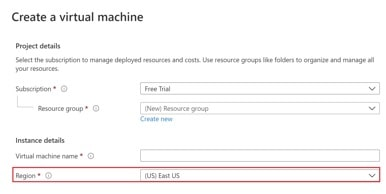 Create a virtual machine
Project details
Select the subscription to manage deployed resources and costs. Use resource groups like folders to organize and manage all
your resources.
Subscription * Free Trial
Resource group * (New) Resource group
Create new
Instance details
Virtual machine name *
Region * (US) East US